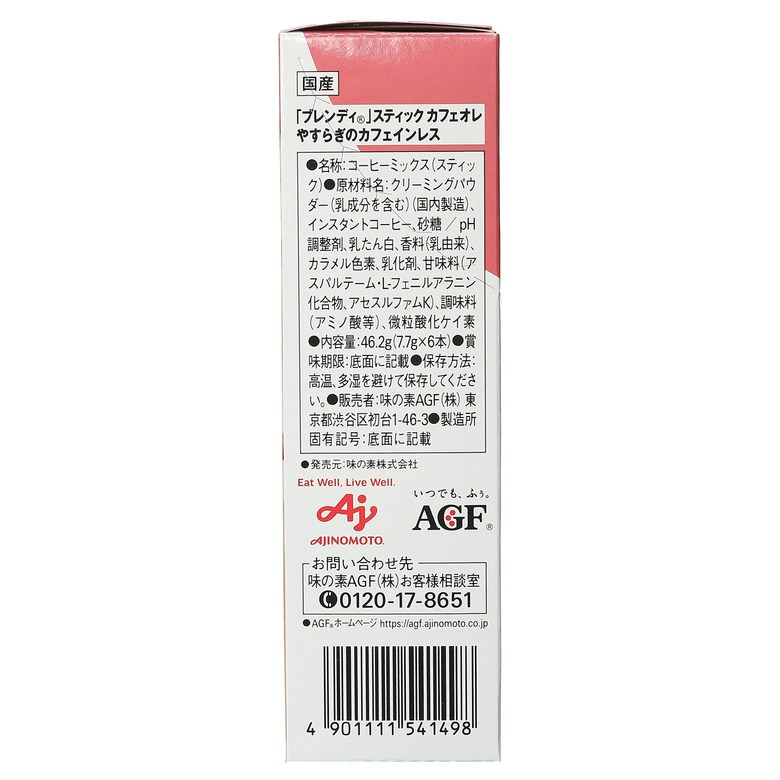 国産
「ブレンディ®」スティック カフェオレ
やすらぎのカフェインレス
●名称:コーヒーミックス(スティッ
ク)●原材料名:クリーミングパウ
ダー(乳成分を含む)(国内製造)、
インスタントコーヒー、砂糖/pH
調整剤、乳たん白、香料(乳由来)、
カラメル色素、乳化剤、甘味料(ア
スパルテーム・L-フェニルアラニン
化合物、アセスルファムK)、調味料
(アミノ酸等)、微粒酸化ケイ素
●内容量:46.2g(7.7g×6本)●賞
味期限:底面に記載●保存方法:
高温、多湿を避けて保存してくださ
い。●販売者:味の素AGF(株) 東
京都渋谷区初台1-46-3●製造所
固有記号:底面に記載
●発売元:味の素株式会社
Eat Well, Live Well.
Aj
AJINOMOTO.
いつでも、ふぅ。
AGF®
お問い合わせ先
味の素AGF(株)お客様相談室
0120-17-8651
●AGF®ホームページ https://agf.ajinomoto.co.jp
4 901111 541498